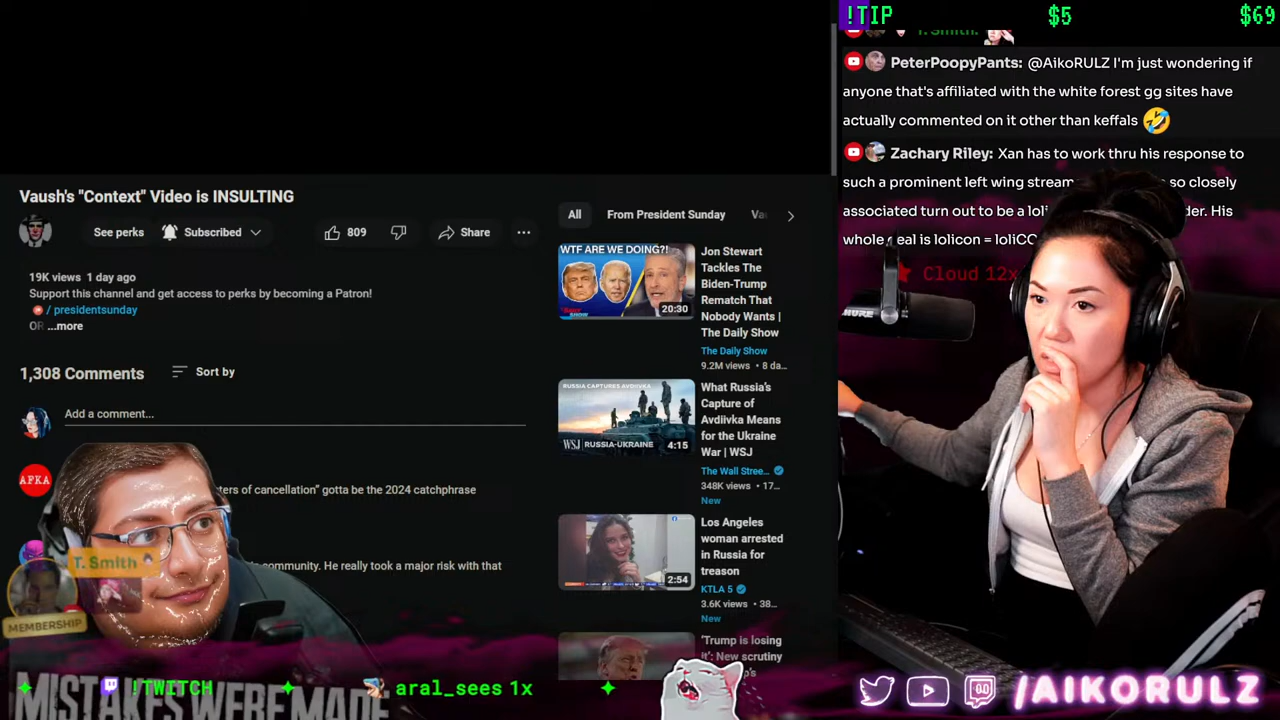 !TIP
$5
$69
T. Smith:
PeterPoopyPants: @AikoRULZ I'm just wondering if
anyone that's affiliated with the white forest gg sites have
actually commented on it other than keffals 🤣
Zachary Riley: Xan has to work thru his response to
such a prominent left wing stream so closely
associated turn out to be a loli der. His
whole eal is lolicon = loliCO
Cloud 12x
Vaush's "Context" Video is INSULTING
See perks
Subscribed
809
Share
19K views 1 day ago
Support this channel and get access to perks by becoming a Patron!
/ presidentsunday
OR ...more
1,308 Comments
Sort by
Add a comment...
AFKA
ters of cancellation" gotta be the 2024 catchphrase
community. He really took a major risk with that
T. Smith
MEMBERSHIP
MISTAKES WERE MADE
All
From President Sunday
WTF ARE WE DOING?!
20:30
Jon Stewart
Tackles The
Biden-Trump
Rematch That
Nobody Wants |
The Daily Show
The Daily Show
9.2M views • 8 da...
RUSSIA CAPTURES AVDIIVKA
WSJ RUSSIA-UKRAINE
4:15
What Russia's
Capture of
Avdiivka Means
for the Ukraine
War | WSJ
The Wall Stree...
348K views • 17...
New
2:54
Los Angeles
woman arrested
in Russia for
treason
KTLA 5
3.6K views • 38...
New
'Trump is losing
it': New scrutiny
!TWITCH
aral_sees 1x
/AIKORULZ